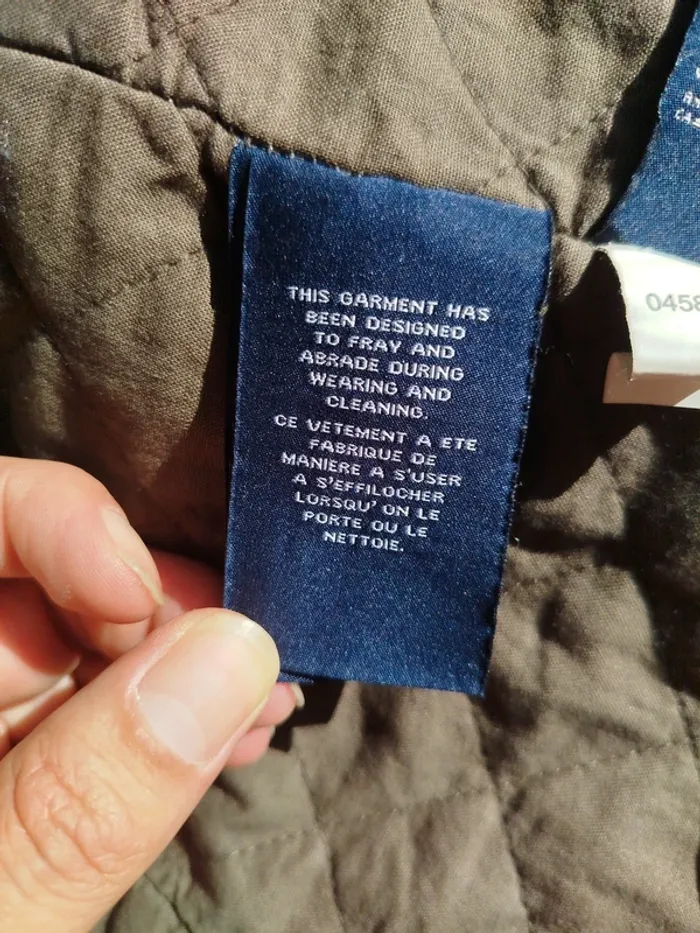 THIS GARMENT HAS
BEEN DESIGNED
TO FRAY AND
ABRADE DURING
WEARING AND
CLEANING.
CE VETEMENT A ETE
FABRIQUE DE
MANIERE A S'USER
A S'EFFILOCHER
LORSQU' ON LE
PORTE OU LE
NETTOIE.
0458